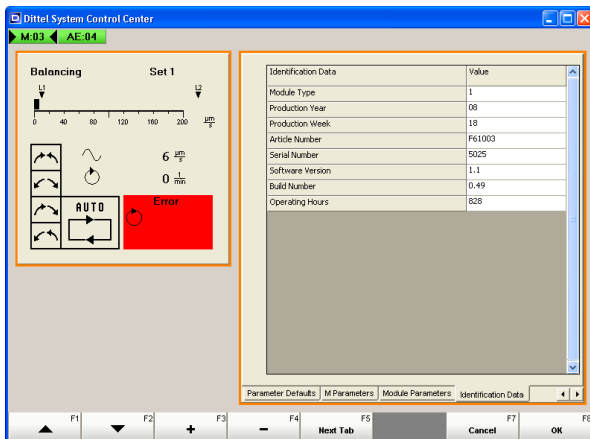 Dittel System Control Center
M:03 AE:04
Balancing Set 1
L1 L2
0 40 80 120 160 200 µm/s
6 µm/s
0 1/min
AUTO
Error
Identification Data Value
Module Type 1
Production Year 08
Production Week 18
Article Number F61003
Serial Number 5025
Software Version 1.1
Build Number 0.49
Operating Hours 828
Parameter Defaults M Parameters Module Parameters Identification Data
F1 F2 F3 F4 F5 F7 F8
+ − Next Tab Cancel OK